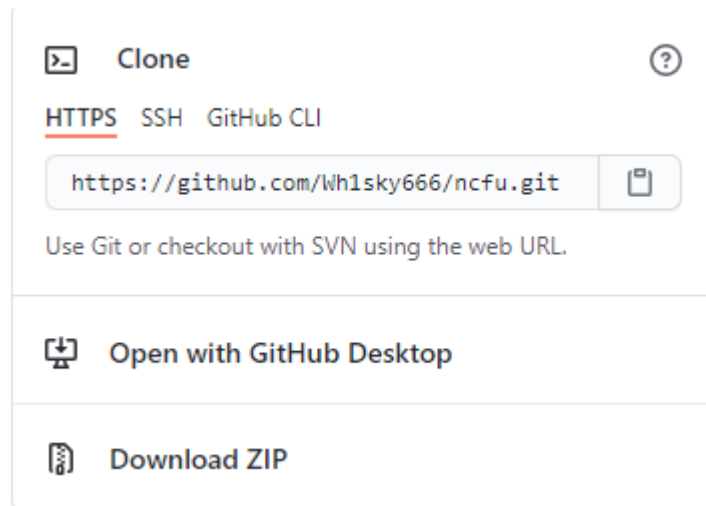 Clone
HTTPS SSH GitHub CLI
https://github.com/Wh1sky666/ncfu.git
Use Git or checkout with SVN using the web URL.
Open with GitHub Desktop
Download ZIP